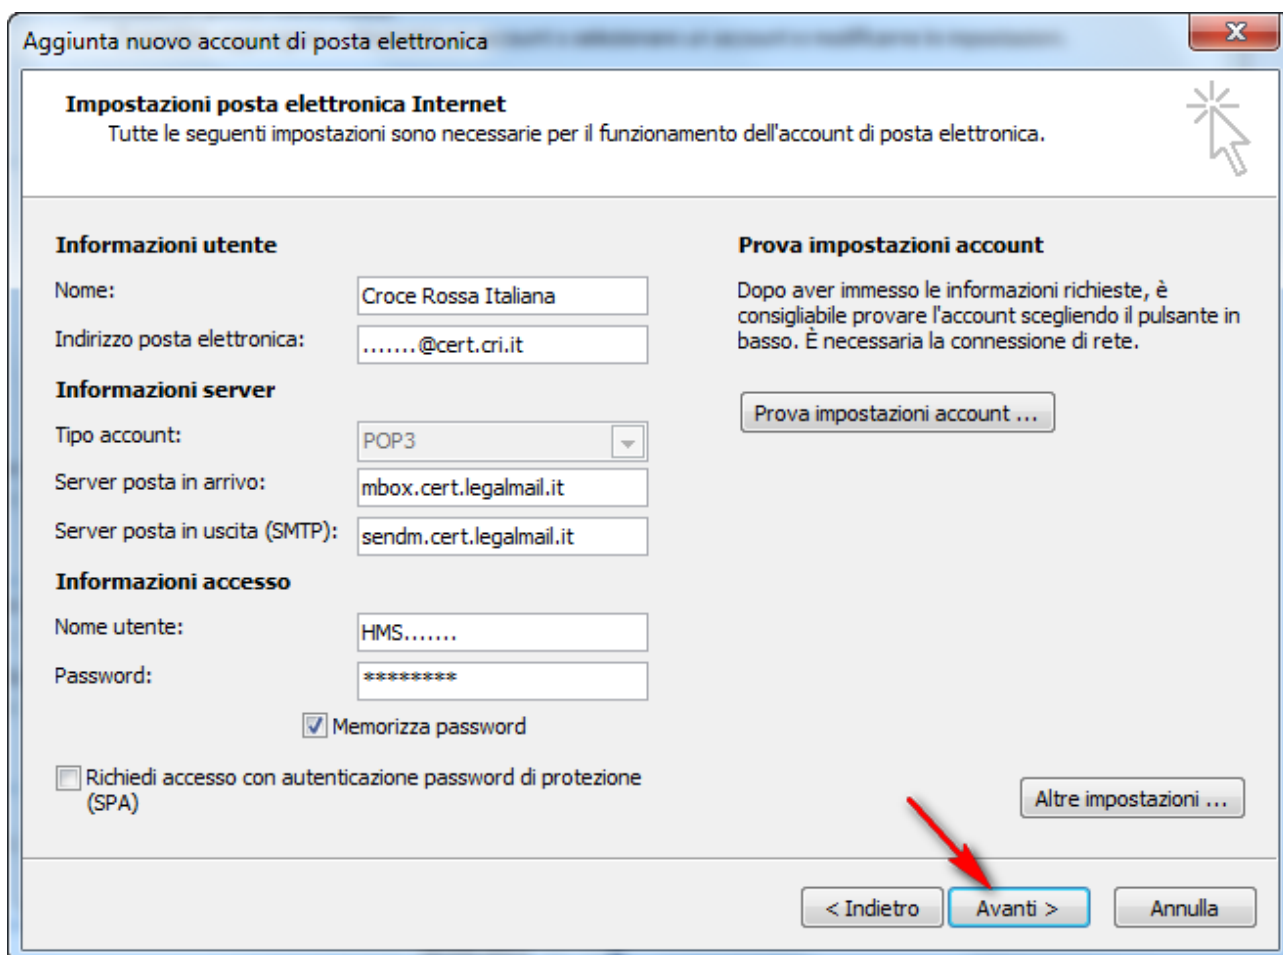 Aggiunta nuovo account di posta elettronica
Impostazioni posta elettronica Internet
Tutte le seguenti impostazioni sono necessarie per il funzionamento dell'account di posta elettronica.
Informazioni utente
Nome:
Croce Rossa Italiana
Indirizzo posta elettronica:
.......@cert.cri.it
Informazioni server
Tipo account:
POP3
Server posta in arrivo:
mbox.cert.legalmail.it
Server posta in uscita (SMTP):
sendm.cert.legalmail.it
Informazioni accesso
Nome utente:
HMS.......
Password:
********
Memorizza password
Richiedi accesso con autenticazione password di protezione
(SPA)
Prova impostazioni account
Dopo aver immesso le informazioni richieste, è
consigliabile provare l'account scegliendo il pulsante in
basso. È necessaria la connessione di rete.
Prova impostazioni account ...
Altre impostazioni ...
< Indietro
Avanti >
Annulla